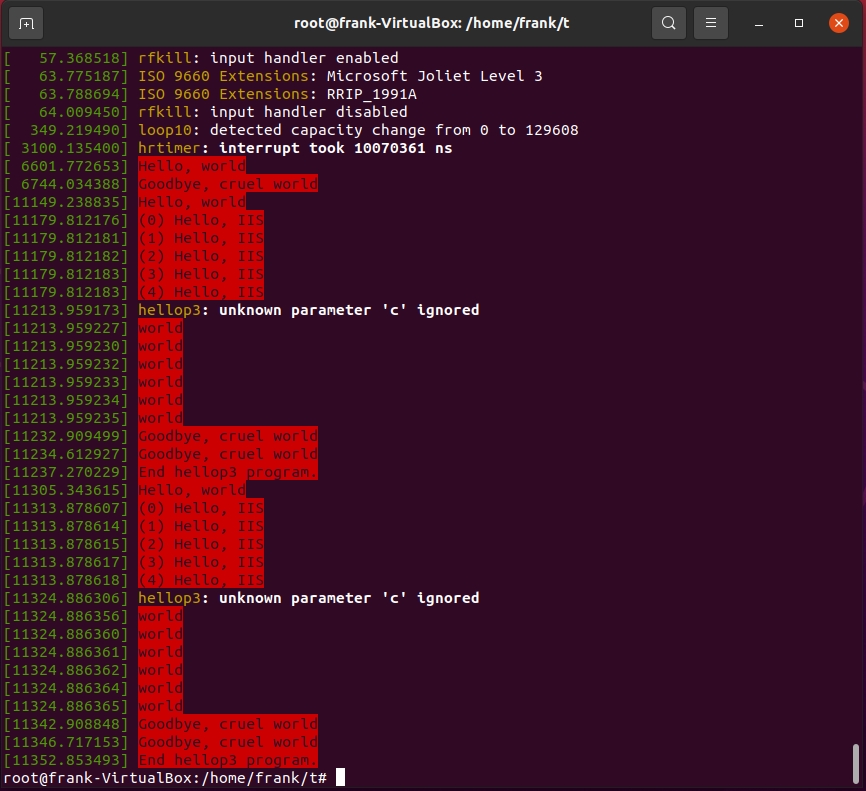 root@frank-VirtualBox: /home/frank/t
[   57.368518] rfkill: input handler enabled
[   63.775187] ISO 9660 Extensions: Microsoft Joliet Level 3
[   63.788694] ISO 9660 Extensions: RRIP_1991A
[   64.009450] rfkill: input handler disabled
[  349.219490] loop10: detected capacity change from 0 to 129608
[ 3100.135400] hrtimer: interrupt took 10070361 ns
[ 6601.772653] Hello, world
[ 6744.034388] Goodbye, cruel world
[11149.238835] Hello, world
[11179.812176] (0) Hello, IIS
[11179.812181] (1) Hello, IIS
[11179.812182] (2) Hello, IIS
[11179.812183] (3) Hello, IIS
[11179.812183] (4) Hello, IIS
[11213.959173] hellop3: unknown parameter 'c' ignored
[11213.959227] world
[11213.959230] world
[11213.959232] world
[11213.959233] world
[11213.959234] world
[11213.959235] world
[11232.909499] Goodbye, cruel world
[11234.612927] Goodbye, cruel world
[11237.270229] End hellop3 program.
[11305.343615] Hello, world
[11313.878607] (0) Hello, IIS
[11313.878614] (1) Hello, IIS
[11313.878615] (2) Hello, IIS
[11313.878617] (3) Hello, IIS
[11313.878618] (4) Hello, IIS
[11324.886306] hellop3: unknown parameter 'c' ignored
[11324.886356] world
[11324.886360] world
[11324.886361] world
[11324.886362] world
[11324.886364] world
[11324.886365] world
[11342.908848] Goodbye, cruel world
[11346.717153] Goodbye, cruel world
[11352.853493] End hellop3 program.
root@frank-VirtualBox:/home/frank/t#